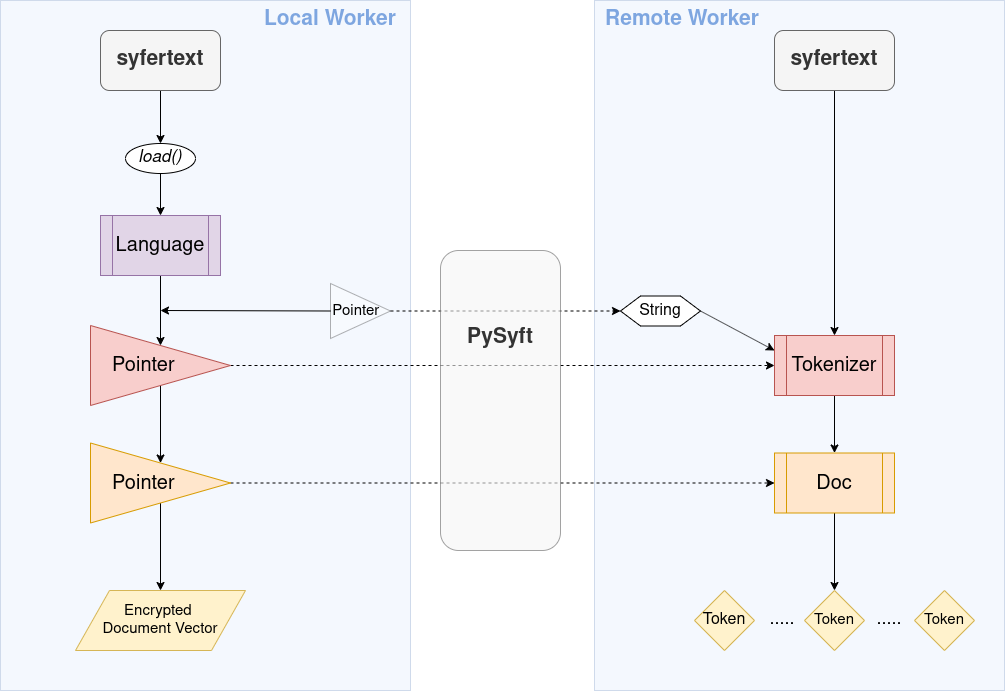 Local Worker
Remote Worker
syfertext
syfertext
load()
Language
Pointer
String
PySyft
Pointer
Tokenizer
Pointer
Doc
Encrypted
Document Vector
Token
.....
Token
.....
Token